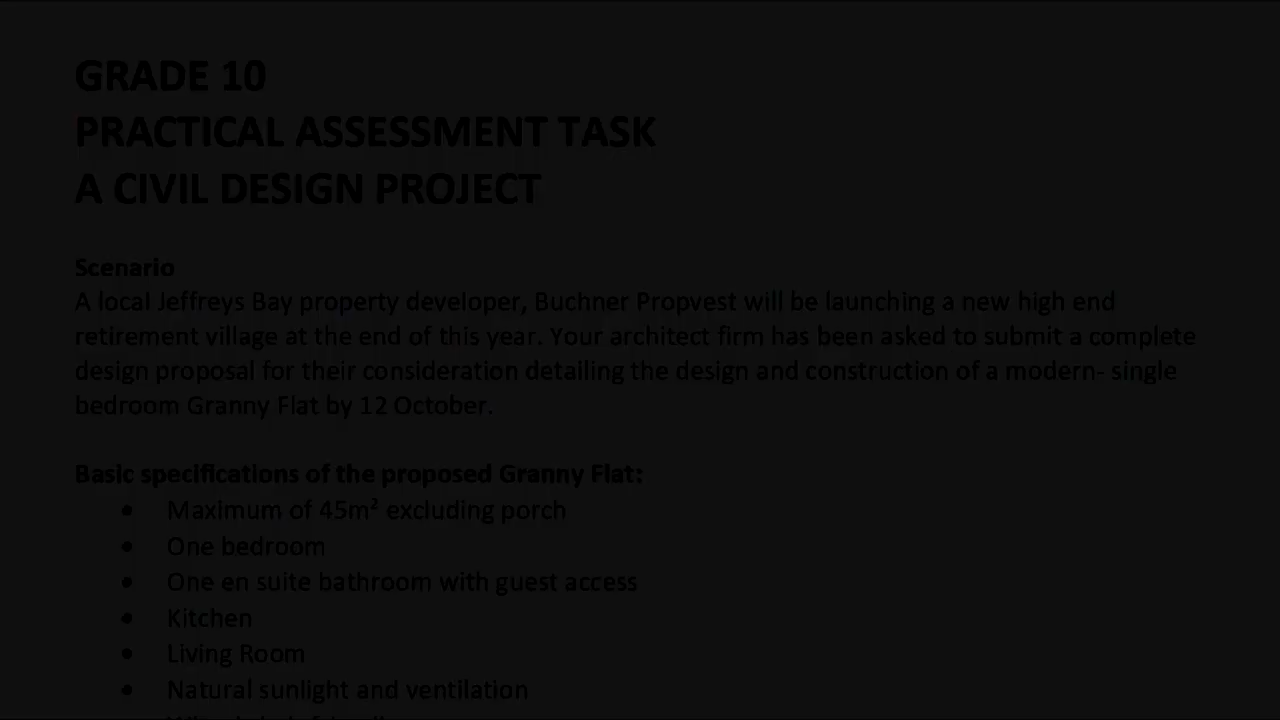 GRADE 10
PRACTICAL ASSESSMENT TASK
A CIVIL DESIGN PROJECT
Scenario
A local Jeffreys Bay property developer, Buchner Propvest will be launching a new high end
retirement village at the end of this year. Your architect firm has been asked to submit a complete
design proposal for their consideration detailing the design and construction of a modern- single
bedroom Granny Flat by 12 October.
Basic specifications of the proposed Granny Flat:
• Maximum of 45m² excluding porch
• One bedroom
• One en suite bathroom with guest access
• Kitchen
• Living Room
• Natural sunlight and ventilation